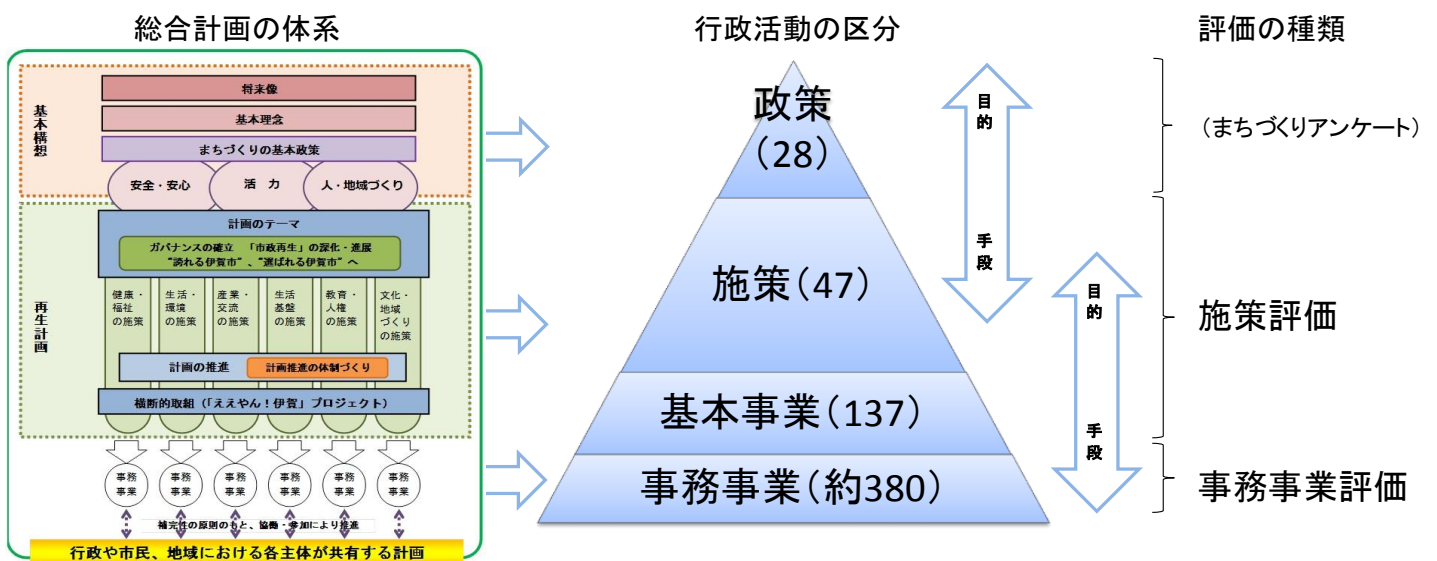 総合計画の体系
基本構想
将来像
基本理念
まちづくりの基本政策
安全・安心
活 力
人・地域づくり
再生計画
計画のテーマ
ガバナンスの確立 「市政再生」の深化・進展
“誇れる伊賀市”、“選ばれる伊賀市” へ
健康・
福祉
の施策
生活・
環境
の施策
産業・
交流
の施策
生活
基盤
の施策
教育・
人権
の施策
文化・
地域
づくり
の施策
計画の推進
計画推進の体制づくり
横断的取組(「ええやん!伊賀」プロジェクト)
事務
事業
事務
事業
事務
事業
事務
事業
事務
事業
事務
事業
補完性の原則のもと、協働・参加により推進
行政や市民、地域における各主体が共有する計画
行政活動の区分
政策
(28)
施策(47)
基本事業(137)
事務事業(約380)
目的
手段
目的
手段
評価の種類
(まちづくりアンケート)
施策評価
事務事業評価